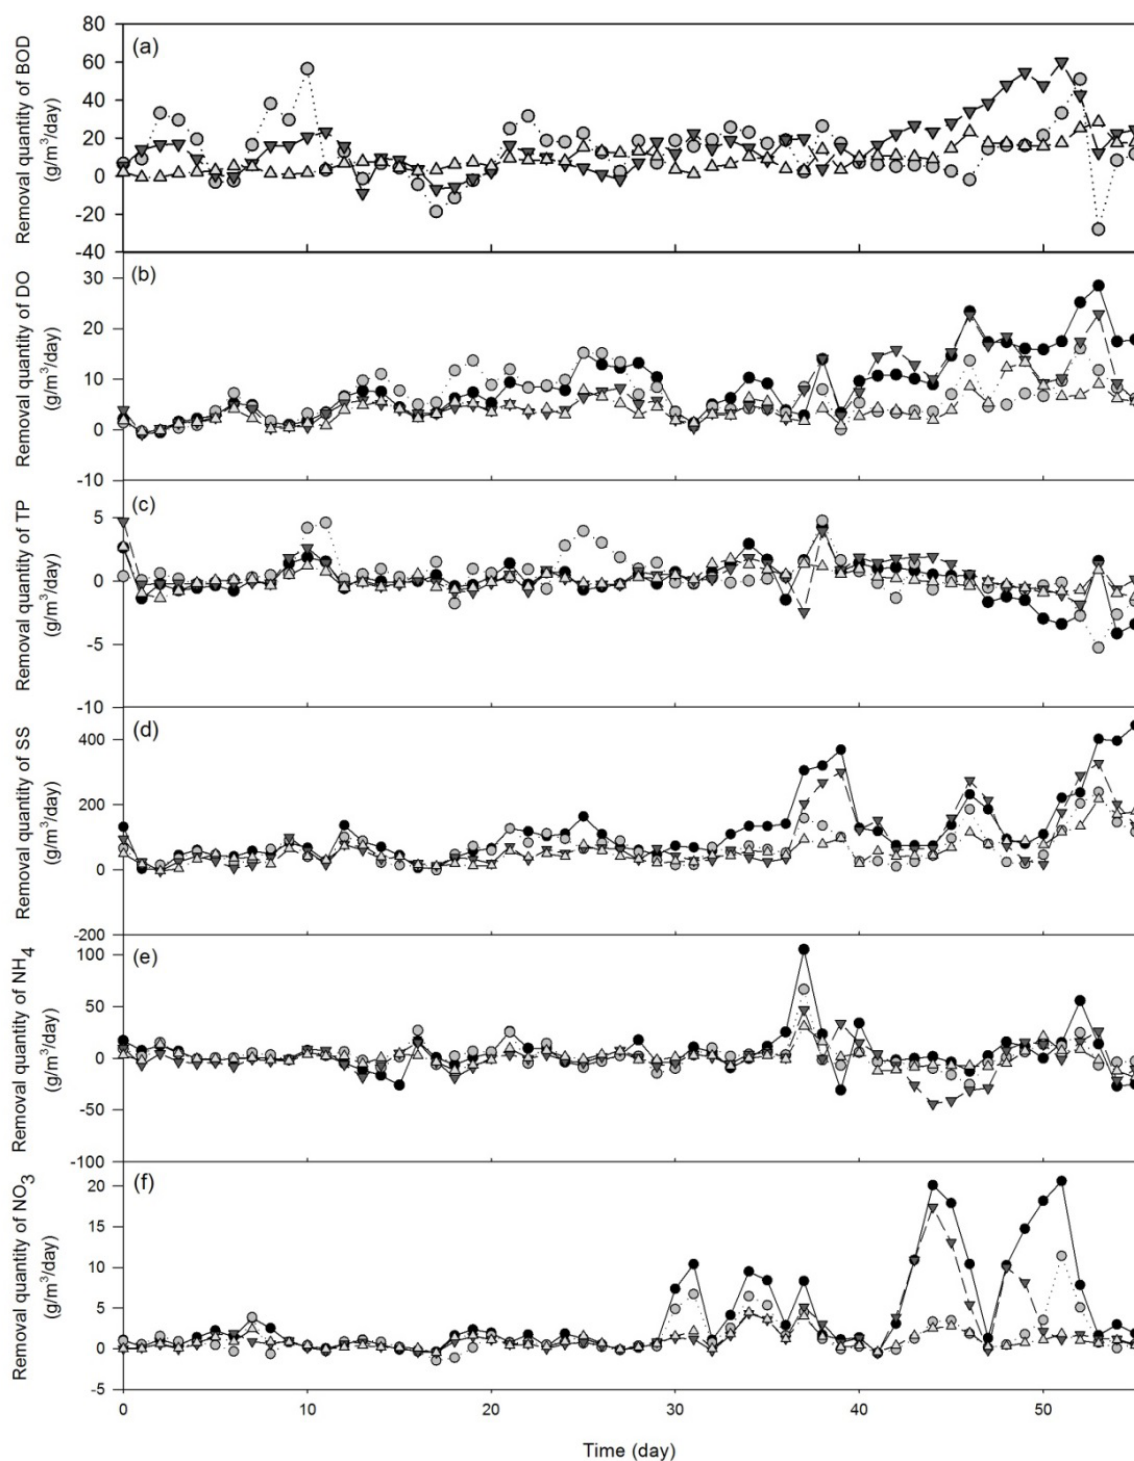 Removal quantity of BOD
(g/m³/day)
80
60
40
20
0
-20
-40
(a)
Removal quantity of DO
(g/m³/day)
30
20
10
0
-10
(b)
Removal quantity of TP
(g/m³/day)
5
0
-5
-10
(c)
Removal quantity of SS
(g/m³/day)
400
200
0
-200
(d)
Removal quantity of NH₄
(g/m³/day)
100
50
0
-50
-100
(e)
Removal quantity of NO₃
(g/m³/day)
20
15
10
5
0
-5
(f)
0 10 20 30 40 50
Time (day)